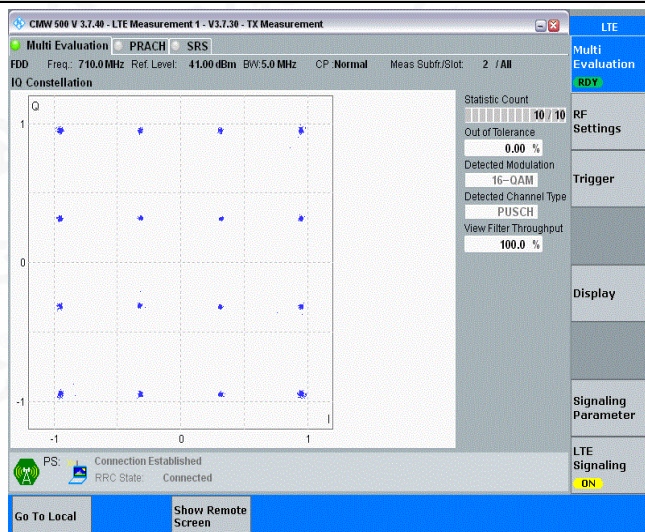 CMW 500 V 3.7.40 - LTE Measurement 1 - V3.7.30 - TX Measurement
LTE
Multi Evaluation PRACH SRS
Multi
Evaluation
RDY
FDD Freq.: 710.0 MHz Ref. Level: 41.00 dBm BW: 5.0 MHz CP :Normal Meas Subfr./Slot: 2 / All
IQ Constellation
Q
1
0
-1
-1 0 1
I
Statistic Count
10 / 10
Out of Tolerance
0.00 %
Detected Modulation
16-QAM
Detected Channel Type
PUSCH
View Filter Throughput
100.0 %
RF
Settings
Trigger
Display
Signaling
Parameter
LTE
Signaling
ON
PS: Connection Established
RRC State: Connected
Go To Local
Show Remote
Screen